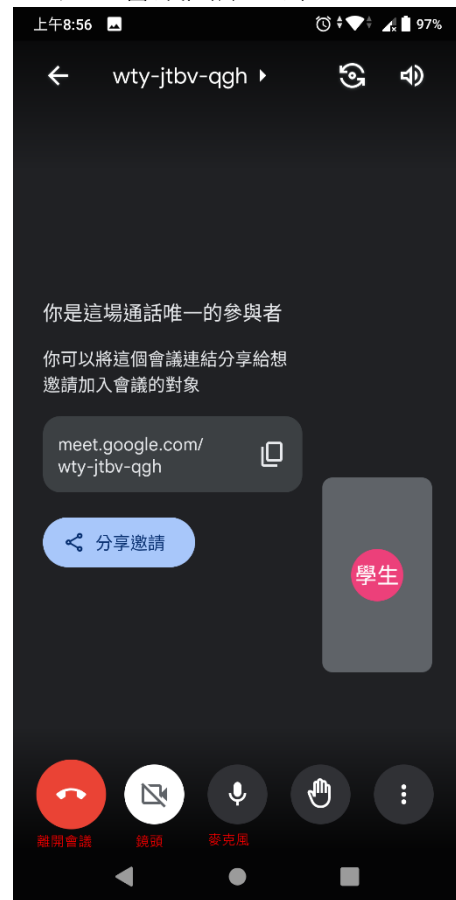 上午8:56
97%
wty-jtbv-qgh
你是這場通話唯一的參與者
你可以將這個會議連結分享給想
邀請加入會議的對象
meet.google.com/
wty-jtbv-qgh
分享邀請
學生
離開會議 鏡頭 麥克風